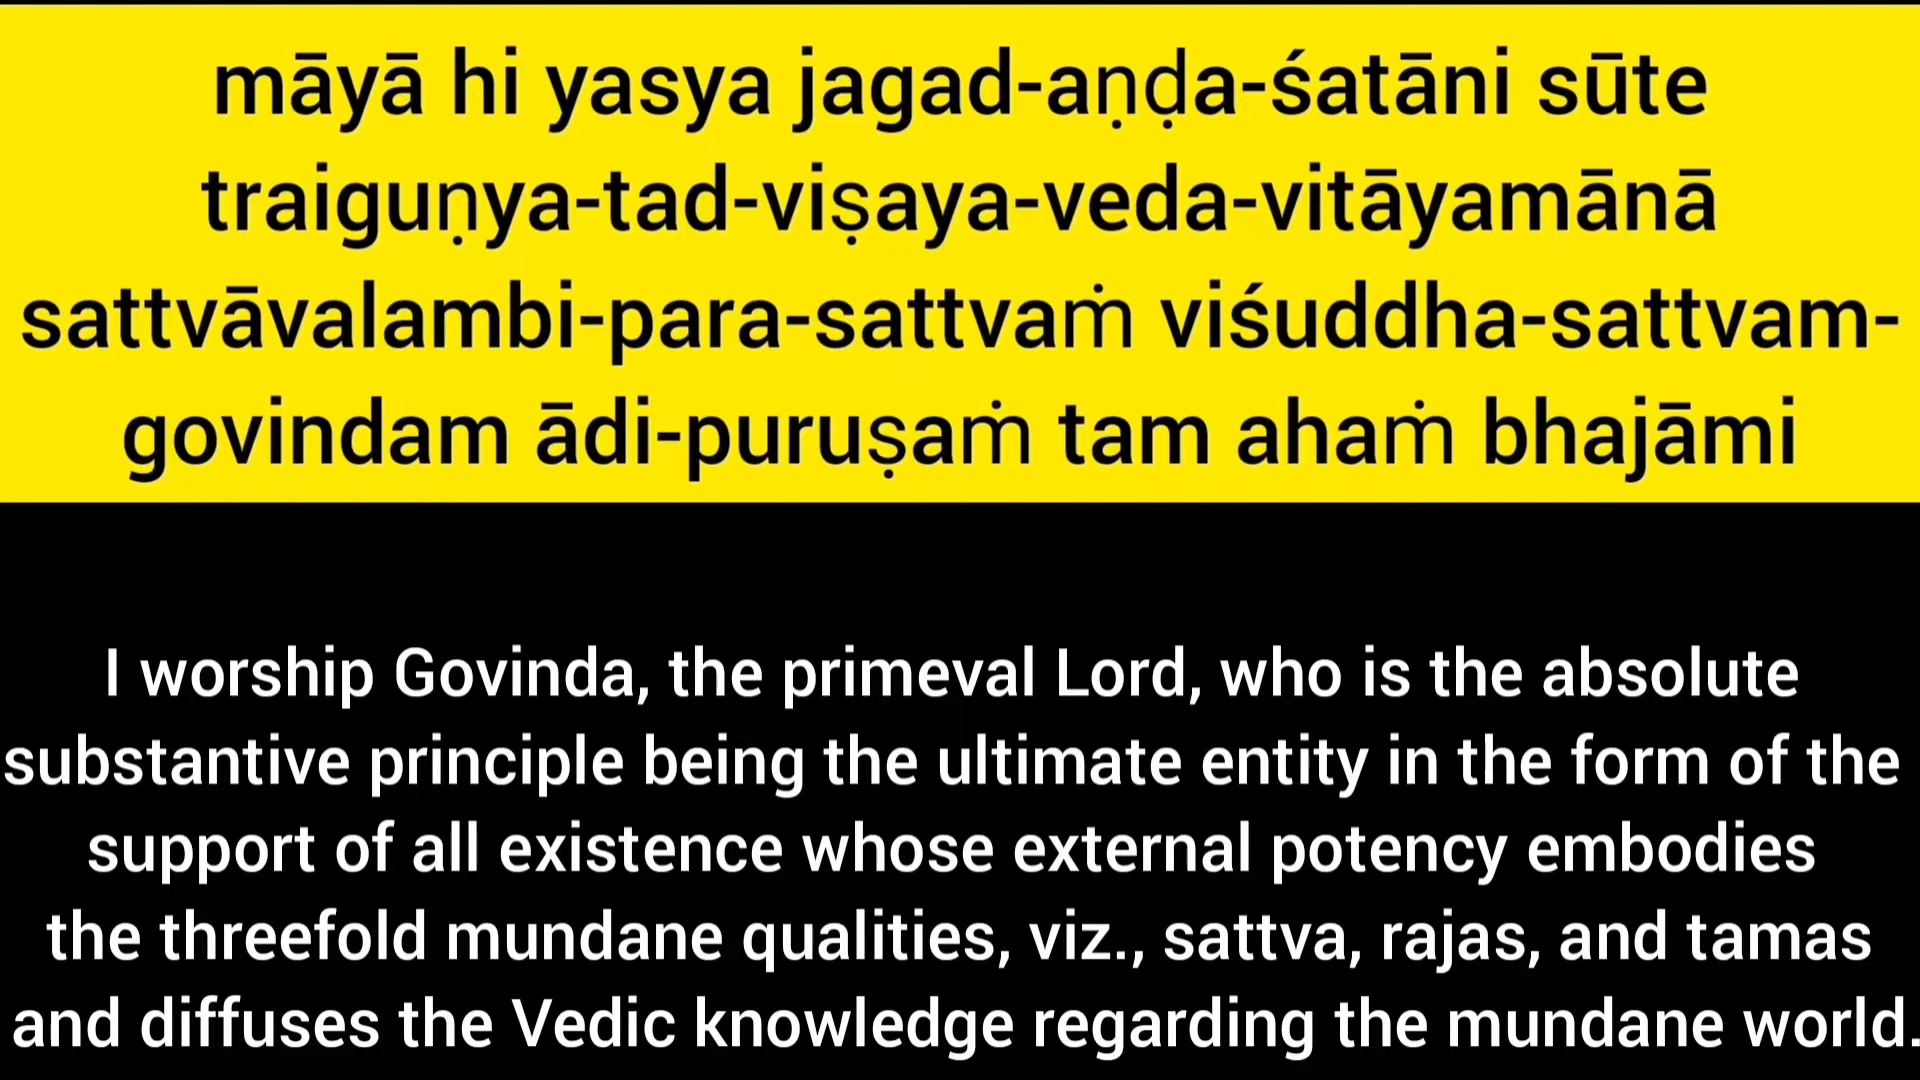 māyā hi yasya jagad-aṇḍa-śatāni sūte
traiguṇya-tad-viṣaya-veda-vitāyamānā
sattvāvalambi-para-sattvaṁ viśuddha-sattvam-
govindam ādi-puruṣaṁ tam ahaṁ bhajāmi
I worship Govinda, the primeval Lord, who is the absolute
substantive principle being the ultimate entity in the form of the
support of all existence whose external potency embodies
the threefold mundane qualities, viz., sattva, rajas, and tamas
and diffuses the Vedic knowledge regarding the mundane world.